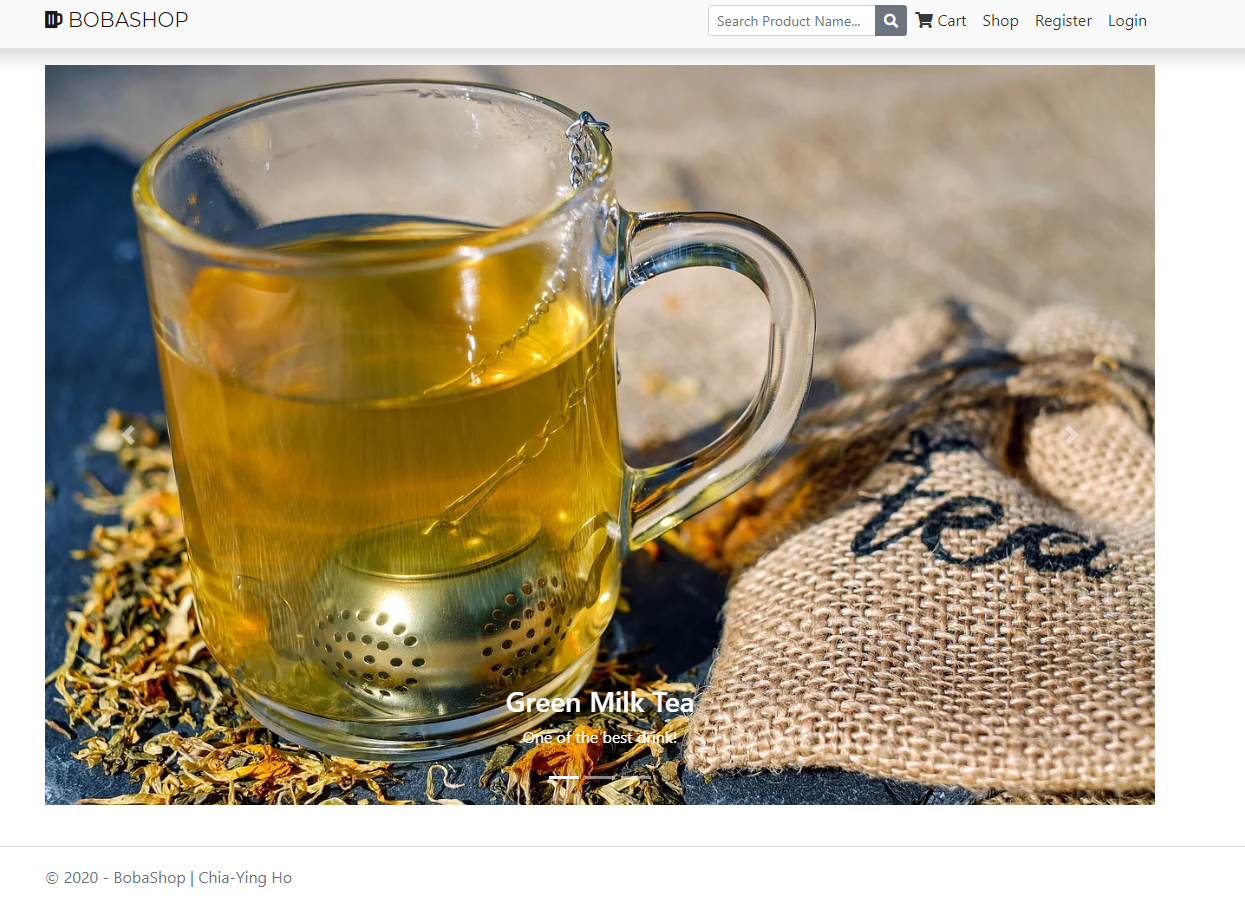 BOBASHOP
Search Product Name...
Cart
Shop
Register
Login
tea
Green Milk Tea
One of the best drink!
© 2020 - BobaShop | Chia-Ying Ho